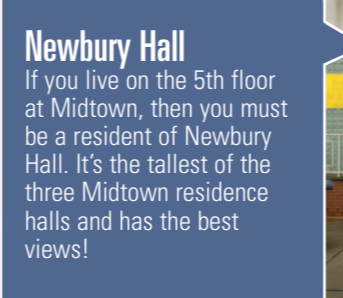 Newbury Hall
If you live on the 5th floor
at Midtown, then you must
be a resident of Newbury
Hall. It’s the tallest of the
three Midtown residence
halls and has the best
views!